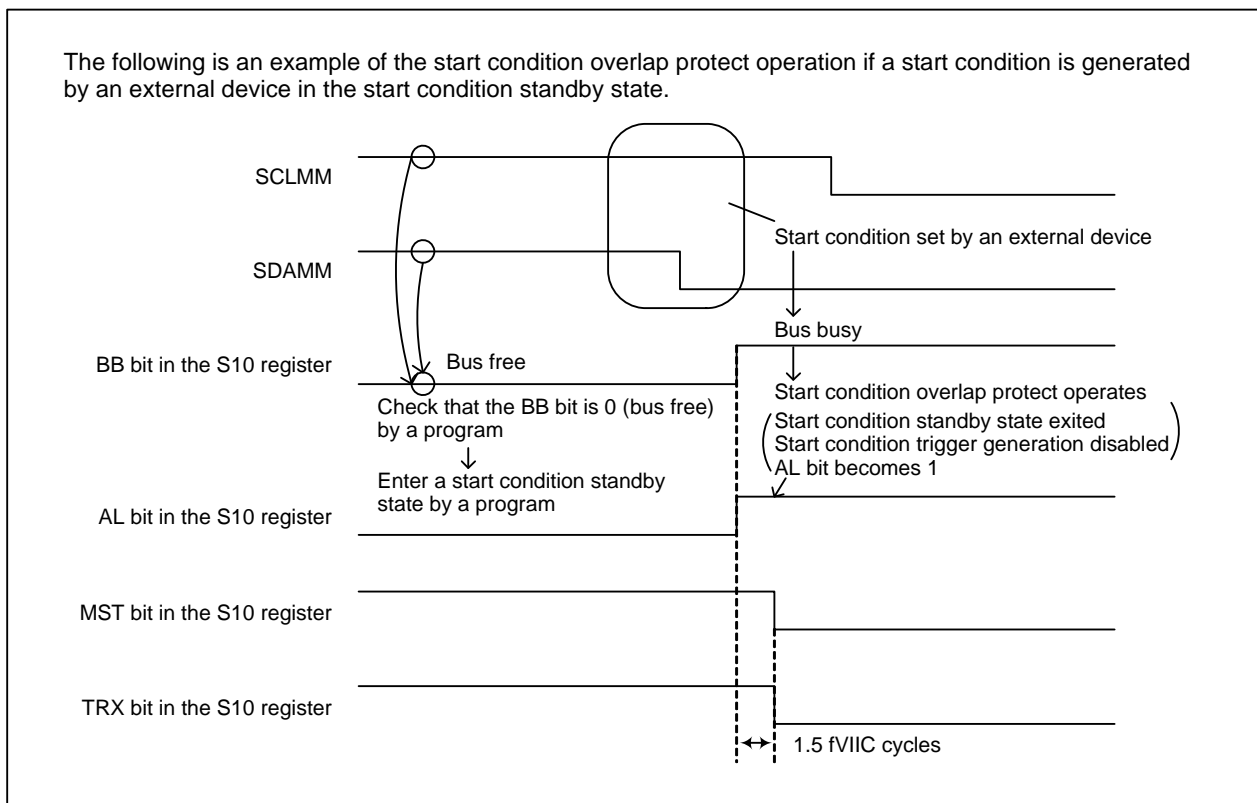 The following is an example of the start condition overlap protect operation if a start condition is generated
by an external device in the start condition standby state.
SCLMM
Start condition set by an external device
SDAMM
Bus busy
BB bit in the S10 register
Bus free
Check that the BB bit is 0 (bus free)
by a program
Enter a start condition standby
state by a program
Start condition overlap protect operates
Start condition standby state exited
Start condition trigger generation disabled
AL bit becomes 1
AL bit in the S10 register
MST bit in the S10 register
TRX bit in the S10 register
1.5 fVIIC cycles